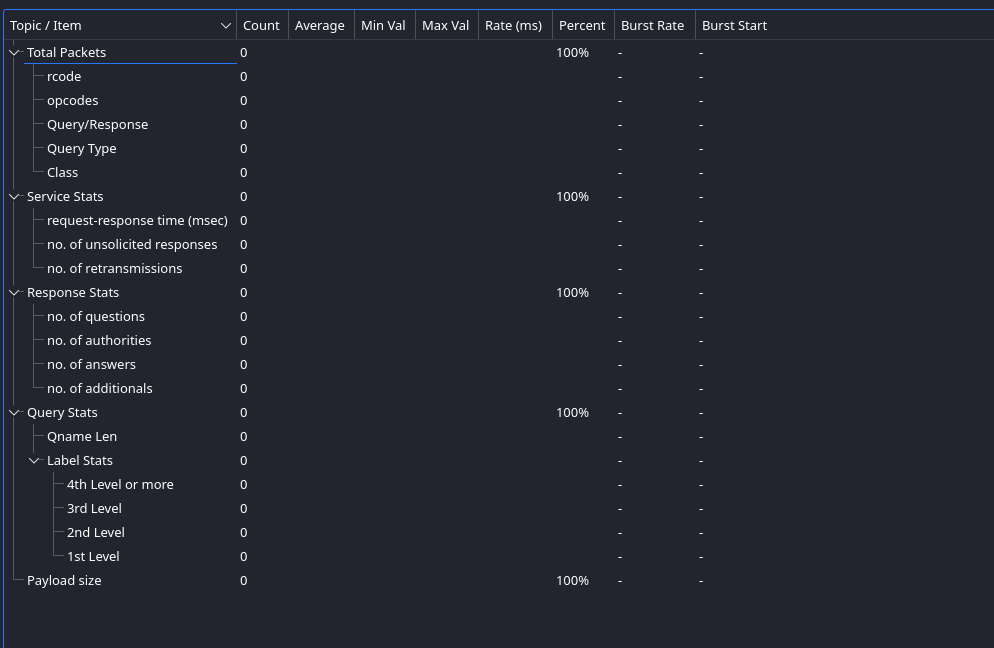 Topic / Item Count Average Min Val Max Val Rate (ms) Percent Burst Rate Burst Start
Total Packets 0 100% - -
rcode 0 - -
opcodes 0 - -
Query/Response 0 - -
Query Type 0 - -
Class 0 - -
Service Stats 0 100% - -
request-response time (msec) 0 - -
no. of unsolicited responses 0 - -
no. of retransmissions 0 - -
Response Stats 0 100% - -
no. of questions 0 - -
no. of authorities 0 - -
no. of answers 0 - -
no. of additionals 0 - -
Query Stats 0 100% - -
Qname Len 0 - -
Label Stats 0 - -
4th Level or more 0 - -
3rd Level 0 - -
2nd Level 0 - -
1st Level 0 - -
Payload size 0 100% - -